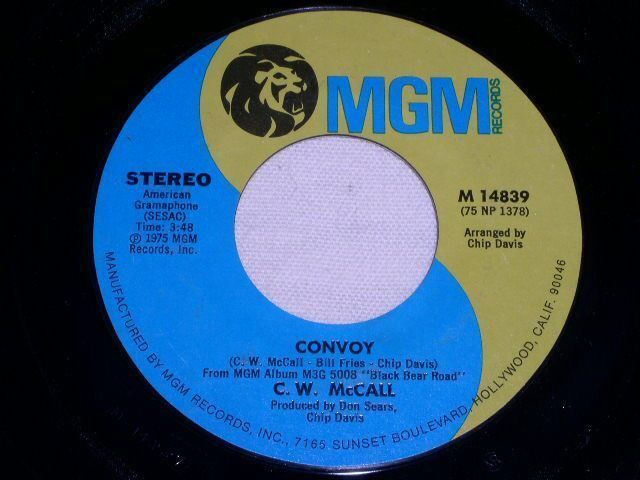 MGM
RECORDS
STEREO
American
Gramaphone
(SESAC)
Time: 3:48
Ⓟ 1975 MGM
Records, Inc.
M 14839
(75 NP 1378)
Arranged by
Chip Davis
CONVOY
(C. W. McCall - Bill Fries - Chip Davis)
From MGM Album M3G 5008 "Black Bear Road"
C. W. McCALL
Produced by Don Sears,
Chip Davis
MANUFACTURED BY MGM RECORDS, INC., 7165 SUNSET BOULEVARD, HOLLYWOOD, CALIF. 90046